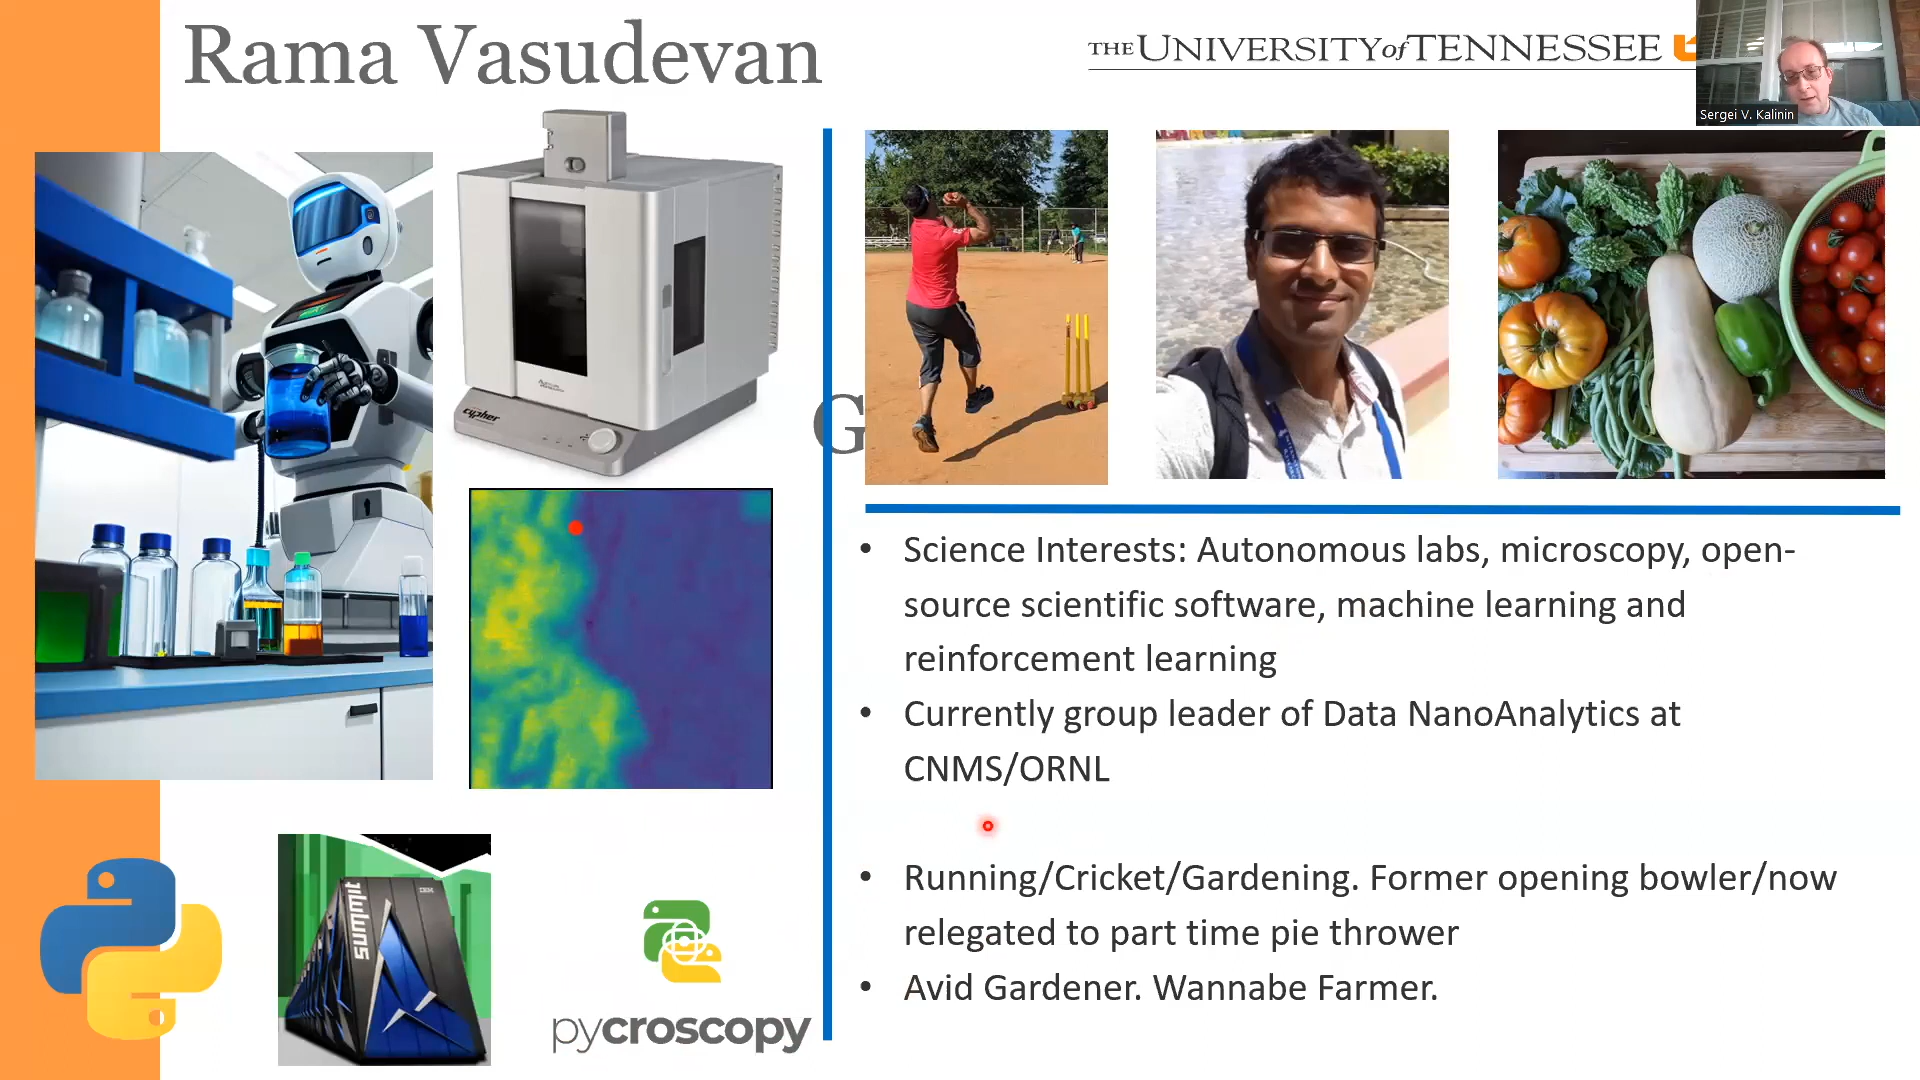 Rama Vasudevan
THE UNIVERSITY of TENNESSEE
Sergei V. Kalinin
cypher
G
• Science Interests: Autonomous labs, microscopy, open-
source scientific software, machine learning and
reinforcement learning
• Currently group leader of Data NanoAnalytics at
CNMS/ORNL
• Running/Cricket/Gardening. Former opening bowler/now
relegated to part time pie thrower
• Avid Gardener. Wannabe Farmer.
summit
IBM
pycroscopy